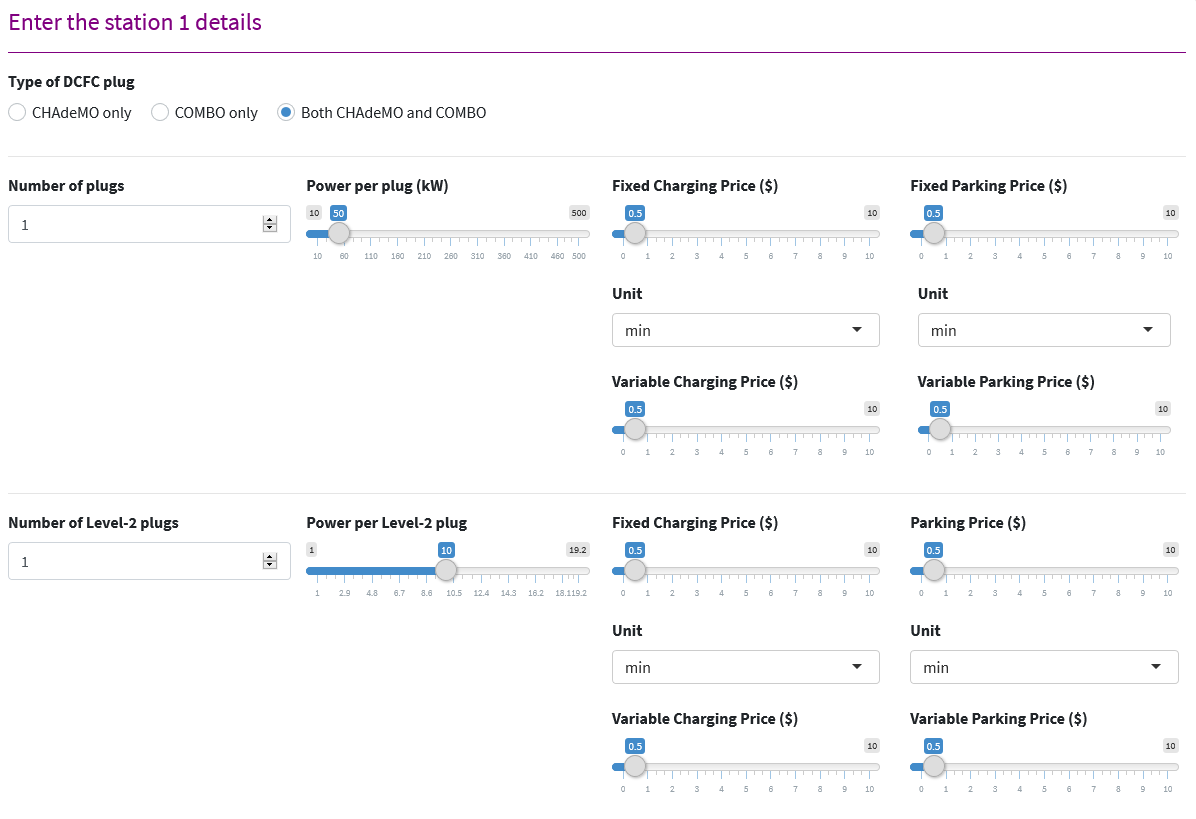 Enter the station 1 details
Type of DCFC plug
CHAdeMO only COMBO only Both CHAdeMO and COMBO
Number of plugs Power per plug (kW) Fixed Charging Price ($) Fixed Parking Price ($)
10 50 500 0.5 10 0.5 10
1
10 60 110 160 210 260 310 360 410 460 500 0 1 2 3 4 5 6 7 8 9 10 0 1 2 3 4 5 6 7 8 9 10
Unit Unit
min min
Variable Charging Price ($) Variable Parking Price ($)
0.5 10 0.5 10
0 1 2 3 4 5 6 7 8 9 10 0 1 2 3 4 5 6 7 8 9 10
Number of Level-2 plugs Power per Level-2 plug Fixed Charging Price ($) Parking Price ($)
1 10 19.2 0.5 10 0.5 10
1
1 2.9 4.8 6.7 8.6 10.5 12.4 14.3 16.2 18.119.2 0 1 2 3 4 5 6 7 8 9 10 0 1 2 3 4 5 6 7 8 9 10
Unit Unit
min min
Variable Charging Price ($) Variable Parking Price ($)
0.5 10 0.5 10
0 1 2 3 4 5 6 7 8 9 10 0 1 2 3 4 5 6 7 8 9 10